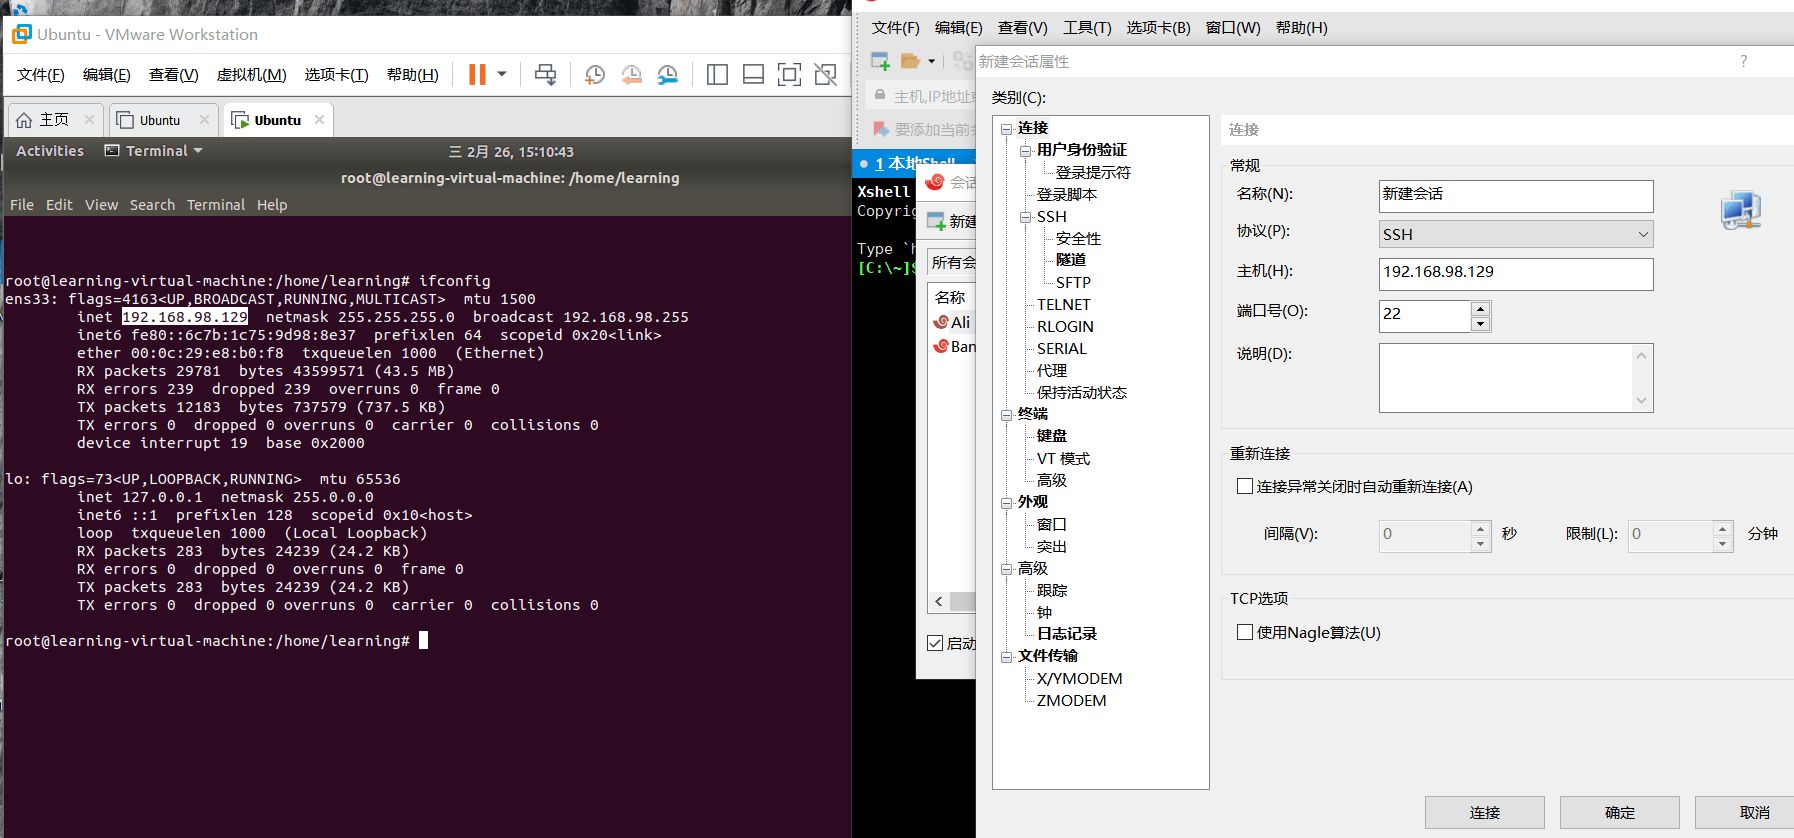 Ubuntu - VMware Workstation
文件(F) 编辑(E) 查看(V) 虚拟机(M) 选项卡(T) 帮助(H)
主页 Ubuntu Ubuntu
Activities Terminal 三 2月 26, 15:10:43
root@learning-virtual-machine: /home/learning
File Edit View Search Terminal Help
root@learning-virtual-machine:/home/learning# ifconfig
ens33: flags=4163<UP,BROADCAST,RUNNING,MULTICAST> mtu 1500
inet 192.168.98.129 netmask 255.255.255.0 broadcast 192.168.98.255
inet6 fe80::6c7b:1c75:9d98:8e37 prefixlen 64 scopeid 0x20<link>
ether 00:0c:29:e8:b0:f8 txqueuelen 1000 (Ethernet)
RX packets 29781 bytes 43599571 (43.5 MB)
RX errors 239 dropped 239 overruns 0 frame 0
TX packets 12183 bytes 737579 (737.5 KB)
TX errors 0 dropped 0 overruns 0 carrier 0 collisions 0
device interrupt 19 base 0x2000
lo: flags=73<UP,LOOPBACK,RUNNING> mtu 65536
inet 127.0.0.1 netmask 255.0.0.0
inet6 ::1 prefixlen 128 scopeid 0x10<host>
loop txqueuelen 1000 (Local Loopback)
RX packets 283 bytes 24239 (24.2 KB)
RX errors 0 dropped 0 overruns 0 frame 0
TX packets 283 bytes 24239 (24.2 KB)
TX errors 0 dropped 0 overruns 0 carrier 0 collisions 0
root@learning-virtual-machine:/home/learning#
文件(F) 编辑(E) 查看(V) 工具(T) 选项卡(B) 窗口(W) 帮助(H)
主机,IP地址
要添加当前
1 本地Shell
Xshell
Copyrig
Type `h
[C:\~]$
会话
新建
所有会
名称
Ali
Ban
启动
新建会话属性 ?
类别(C):
连接
用户身份验证
登录提示符
登录脚本
SSH
安全性
隧道
SFTP
TELNET
RLOGIN
SERIAL
代理
保持活动状态
终端
键盘
VT 模式
高级
外观
窗口
突出
高级
跟踪
钟
日志记录
文件传输
X/YMODEM
ZMODEM
连接
常规
名称(N): 新建会话
协议(P): SSH
主机(H): 192.168.98.129
端口号(O): 22
说明(D):
重新连接
连接异常关闭时自动重新连接(A)
间隔(V): 0 秒 限制(L): 0 分钟
TCP选项
使用Nagle算法(U)
连接 确定 取消